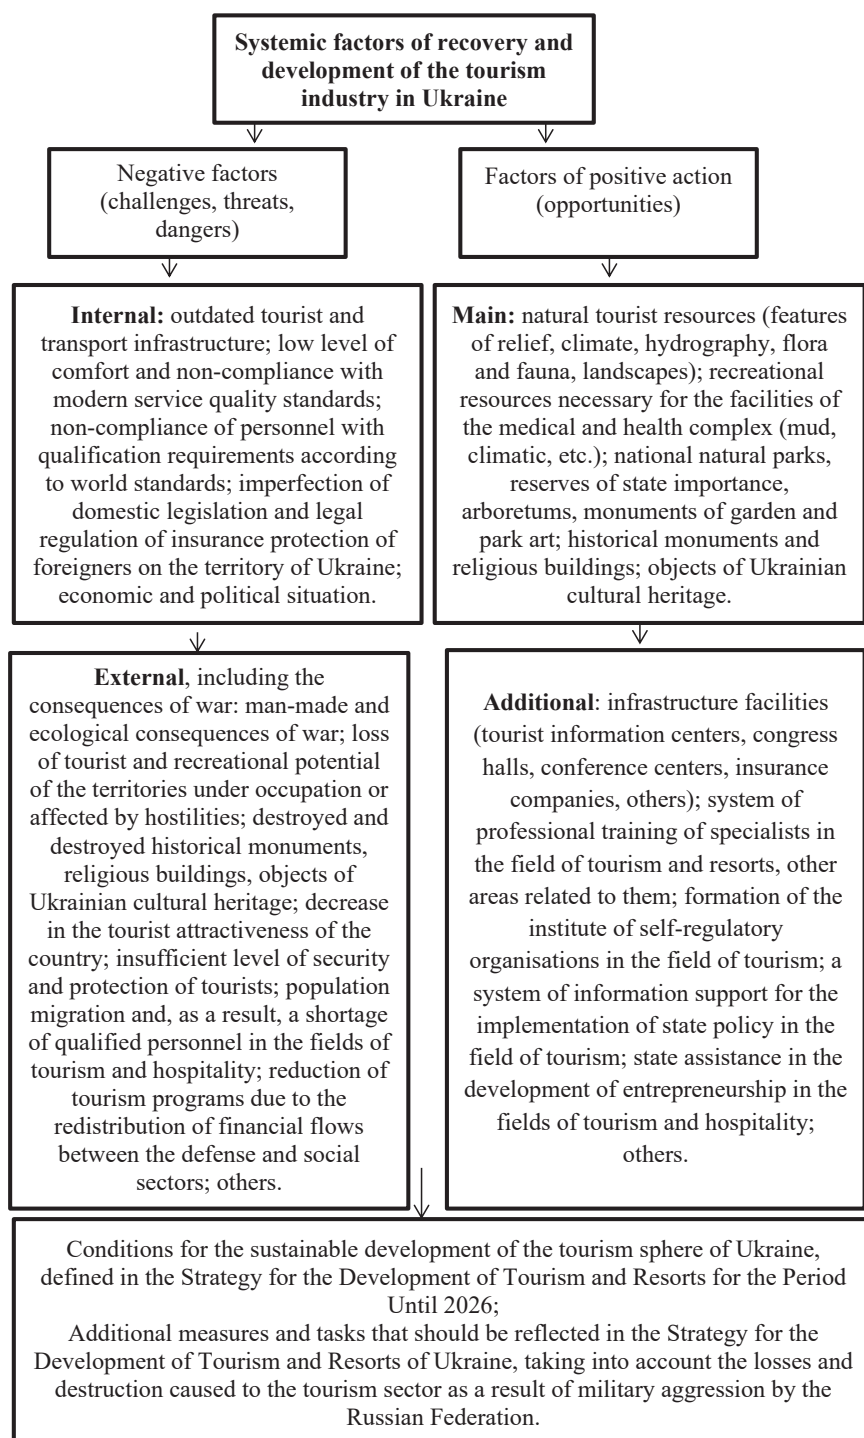 Systemic factors of recovery and
development of the tourism
industry in Ukraine
Negative factors
(challenges, threats,
dangers)
Factors of positive action
(opportunities)
Internal: outdated tourist and
transport infrastructure; low level of
comfort and non-compliance with
modern service quality standards;
non-compliance of personnel with
qualification requirements according
to world standards; imperfection of
domestic legislation and legal
regulation of insurance protection of
foreigners on the territory of Ukraine;
economic and political situation.
Main: natural tourist resources (features
of relief, climate, hydrography, flora
and fauna, landscapes); recreational
resources necessary for the facilities of
the medical and health complex (mud,
climatic, etc.); national natural parks,
reserves of state importance,
arboretums, monuments of garden and
park art; historical monuments and
religious buildings; objects of Ukrainian
cultural heritage.
External, including the
consequences of war: man-made and
ecological consequences of war; loss
of tourist and recreational potential
of the territories under occupation or
affected by hostilities; destroyed and
destroyed historical monuments,
religious buildings, objects of
Ukrainian cultural heritage; decrease
in the tourist attractiveness of the
country; insufficient level of security
and protection of tourists; population
migration and, as a result, a shortage
of qualified personnel in the fields of
tourism and hospitality; reduction of
tourism programs due to the
redistribution of financial flows
between the defense and social
sectors; others.
Additional: infrastructure facilities
(tourist information centers, congress
halls, conference centers, insurance
companies, others); system of
professional training of specialists in
the field of tourism and resorts, other
areas related to them; formation of the
institute of self-regulatory
organisations in the field of tourism; a
system of information support for the
implementation of state policy in the
field of tourism; state assistance in the
development of entrepreneurship in the
fields of tourism and hospitality;
others.
Conditions for the sustainable development of the tourism sphere of Ukraine,
defined in the Strategy for the Development of Tourism and Resorts for the Period
Until 2026;
Additional measures and tasks that should be reflected in the Strategy for the
Development of Tourism and Resorts of Ukraine, taking into account the losses and
destruction caused to the tourism sector as a result of military aggression by the
Russian Federation.